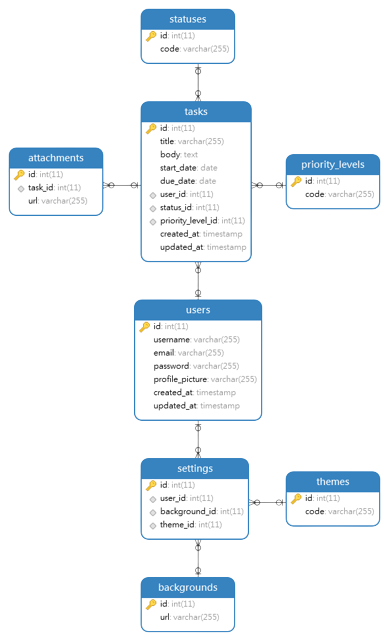 statuses
id: int(11)
code: varchar(255)
tasks
id: int(11)
title: varchar(255)
body: text
start_date: date
due_date: date
user_id: int(11)
status_id: int(11)
priority_level_id: int(11)
created_at: timestamp
updated_at: timestamp
attachments
id: int(11)
task_id: int(11)
url: varchar(255)
priority_levels
id: int(11)
code: varchar(255)
users
id: int(11)
username: varchar(255)
email: varchar(255)
password: varchar(255)
profile_picture: varchar(255)
created_at: timestamp
updated_at: timestamp
settings
id: int(11)
user_id: int(11)
background_id: int(11)
theme_id: int(11)
themes
id: int(11)
code: varchar(255)
backgrounds
id: int(11)
url: varchar(255)